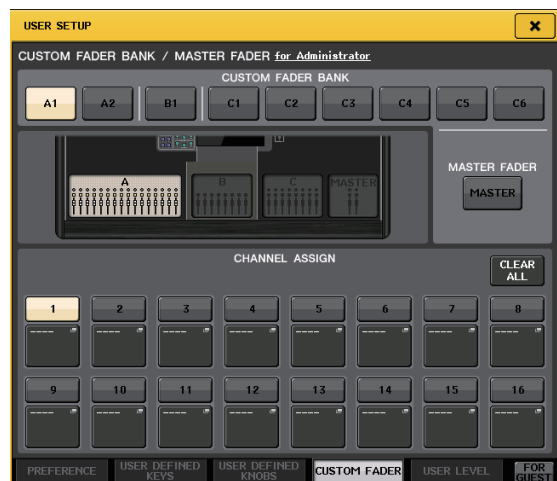 USER SETUP
CUSTOM FADER BANK / MASTER FADER for Administrator
CUSTOM FADER BANK
A1 A2 B1 C1 C2 C3 C4 C5 C6
A B C MASTER
MASTER FADER
MASTER
CHANNEL ASSIGN
CLEAR ALL
1 2 3 4 5 6 7 8
---- ---- ---- ---- ---- ---- ---- ----
9 10 11 12 13 14 15 16
---- ---- ---- ---- ---- ---- ---- ----
PREFERENCE USER DEFINED KEYS USER DEFINED KNOBS CUSTOM FADER USER LEVEL FOR GUEST